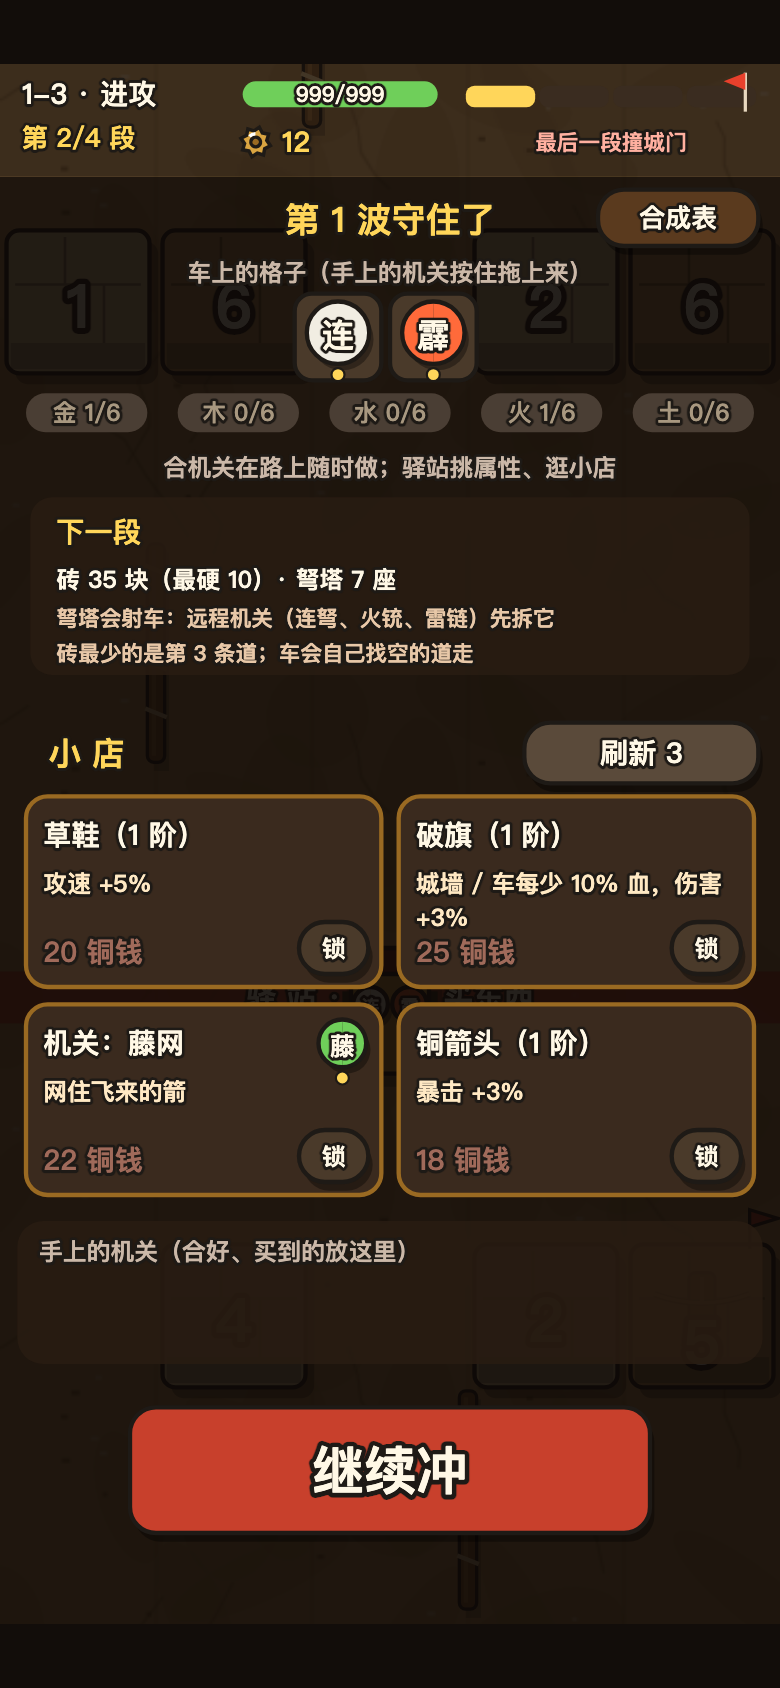 1–3 · 进攻
999/999
第 2/4 段
12
最后一段撞城门
第 1 波守住了
合成表
车上的格子（手上的机关按住拖上来）
1
6
连
霹
2
6
金 1/6
木 0/6
水 0/6
火 1/6
土 0/6
合机关在路上随时做；驿站挑属性、逛小店
下一段
砖 35 块（最硬 10）· 弩塔 7 座
弩塔会射车：远程机关（连弩、火铳、雷链）先拆它
砖最少的是第 3 条道；车会自己找空的道走
小 店
刷新 3
草鞋（1 阶）
攻速 +5%
20 铜钱
锁
破旗（1 阶）
城墙 / 车每少 10% 血，伤害
+3%
25 铜钱
锁
机关：藤网
藤
网住飞来的箭
22 铜钱
锁
铜箭头（1 阶）
暴击 +3%
18 铜钱
锁
手上的机关（合好、买到的放这里）
4
2
5
继续冲